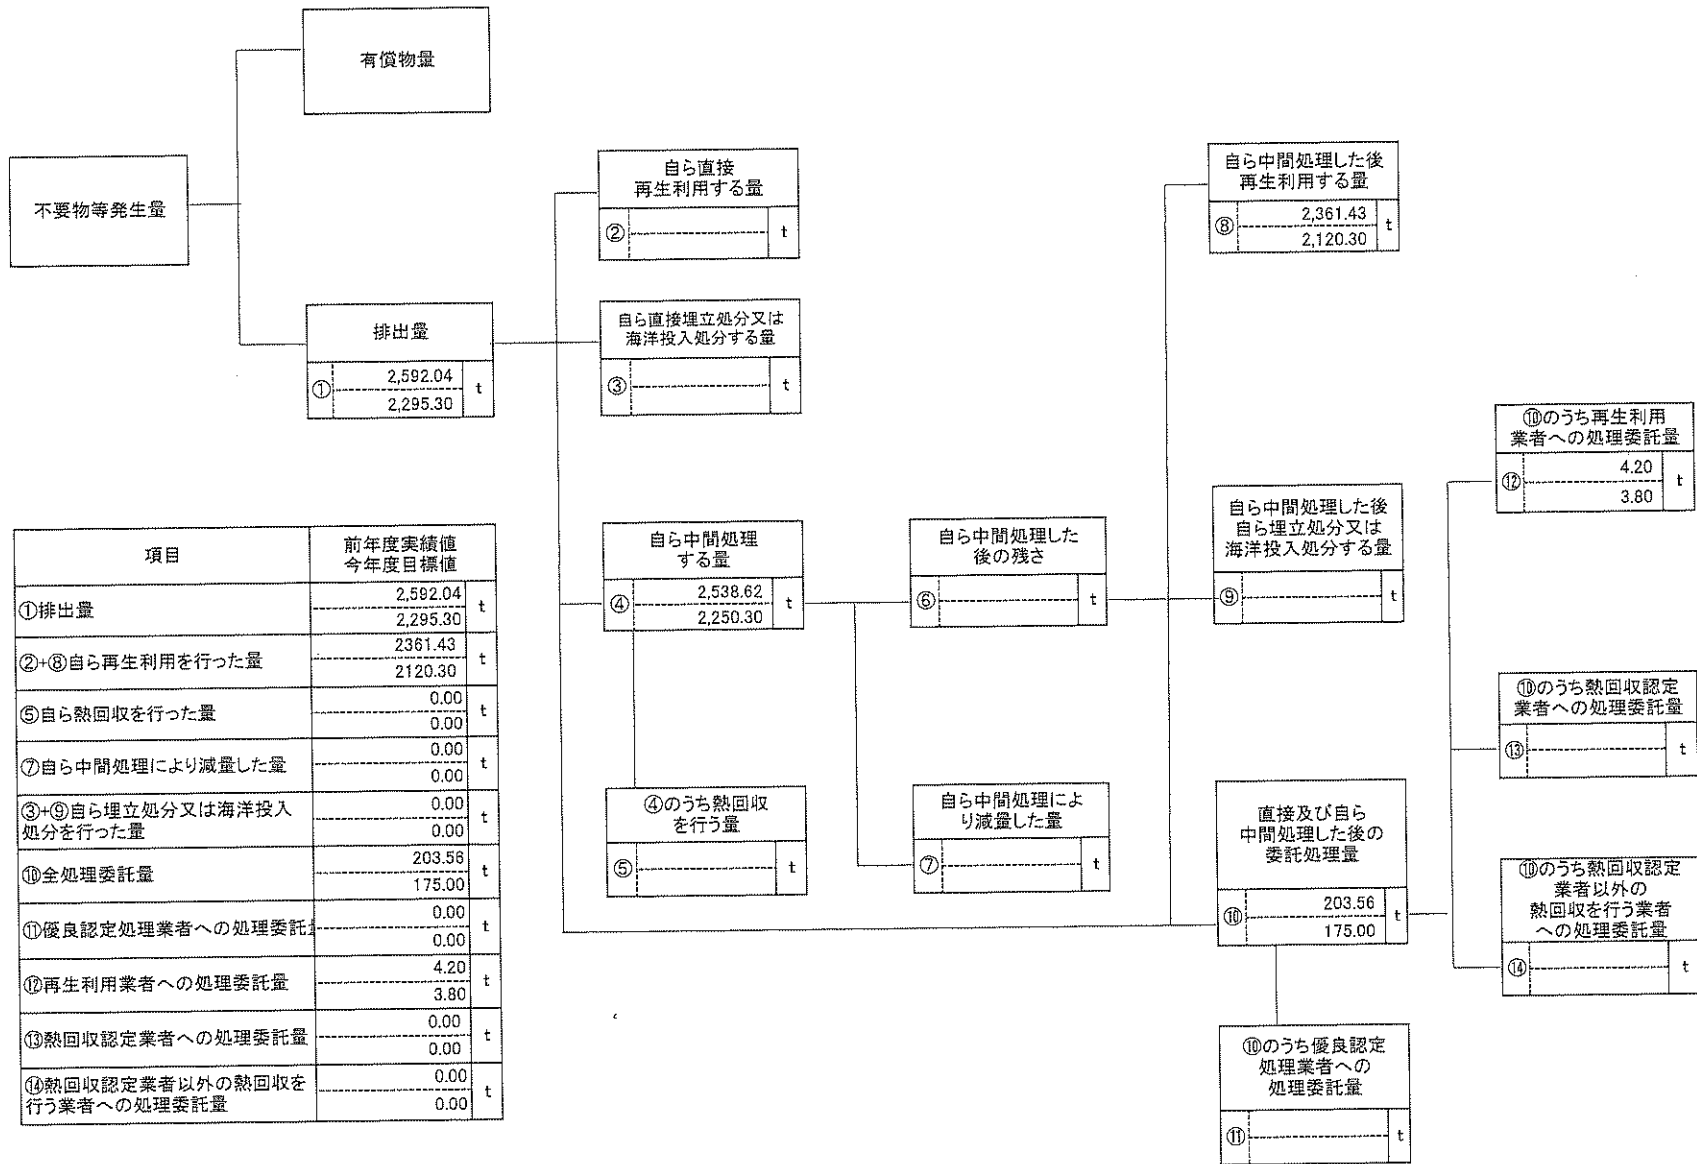 有償物量
不要物等発生量
排出量
①
2,592.04
2,295.30
t
自ら直接
再生利用する量
②
t
自ら直接埋立処分又は
海洋投入処分する量
③
t
自ら中間処理
する量
④
2,538.62
2,250.30
t
④のうち熱回収
を行う量
⑤
t
自ら中間処理した
後の残さ
⑥
t
自ら中間処理によ
り減量した量
⑦
t
自ら中間処理した後
再生利用する量
⑧
2,361.43
2,120.30
t
自ら中間処理した後
自ら埋立処分又は
海洋投入処分する量
⑨
t
直接及び自ら
中間処理した後の
委託処理量
⑩
203.56
175.00
t
⑩のうち優良認定
処理業者への
処理委託量
⑪
t
⑩のうち再生利用
業者への処理委託量
⑫
4.20
3.80
t
⑩のうち熱回収認定
業者への処理委託量
⑬
t
⑩のうち熱回収認定
業者以外の
熱回収を行う業者
への処理委託量
⑭
t
項目
前年度実績値
今年度目標値
①排出量
2,592.04
2,295.30
t
②+⑧自ら再生利用を行った量
2361.43
2120.30
t
⑤自ら熱回収を行った量
0.00
0.00
t
⑦自ら中間処理により減量した量
0.00
0.00
t
③+⑨自ら埋立処分又は海洋投入
処分を行った量
0.00
0.00
t
⑩全処理委託量
203.56
175.00
t
⑪優良認定処理業者への処理委託
0.00
0.00
t
⑫再生利用業者への処理委託量
4.20
3.80
t
⑬熱回収認定業者への処理委託量
0.00
0.00
t
⑭熱回収認定業者以外の熱回収を
行う業者への処理委託量
0.00
0.00
t